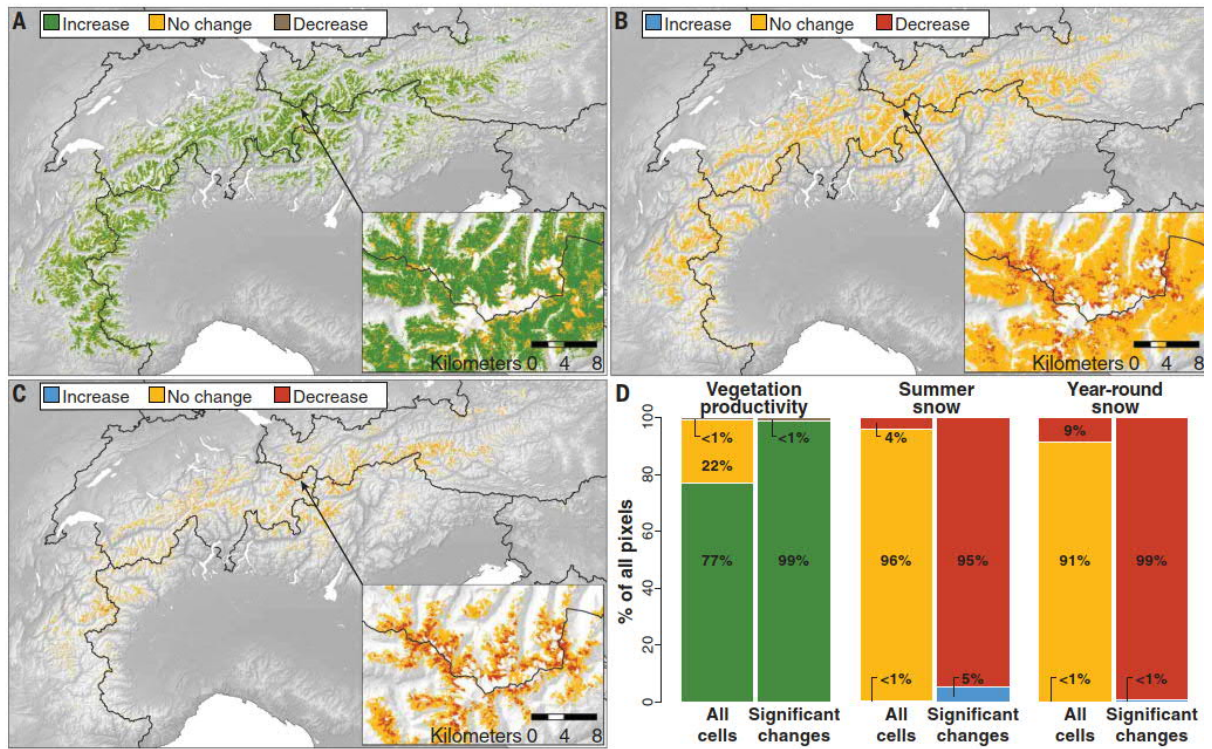 A Increase No change Decrease
Kilometers 0 4 8
B Increase No change Decrease
Kilometers 0 4 8
C Increase No change Decrease
Kilometers 0 4 8
D Vegetation productivity Summer snow Year-round snow
% of all pixels
100
80
60
40
20
0
<1%
22%
77%
<1%
99%
4%
96%
<1%
95%
5%
9%
91%
<1%
99%
<1%
All cells
Significant changes
All cells
Significant changes
All cells
Significant changes